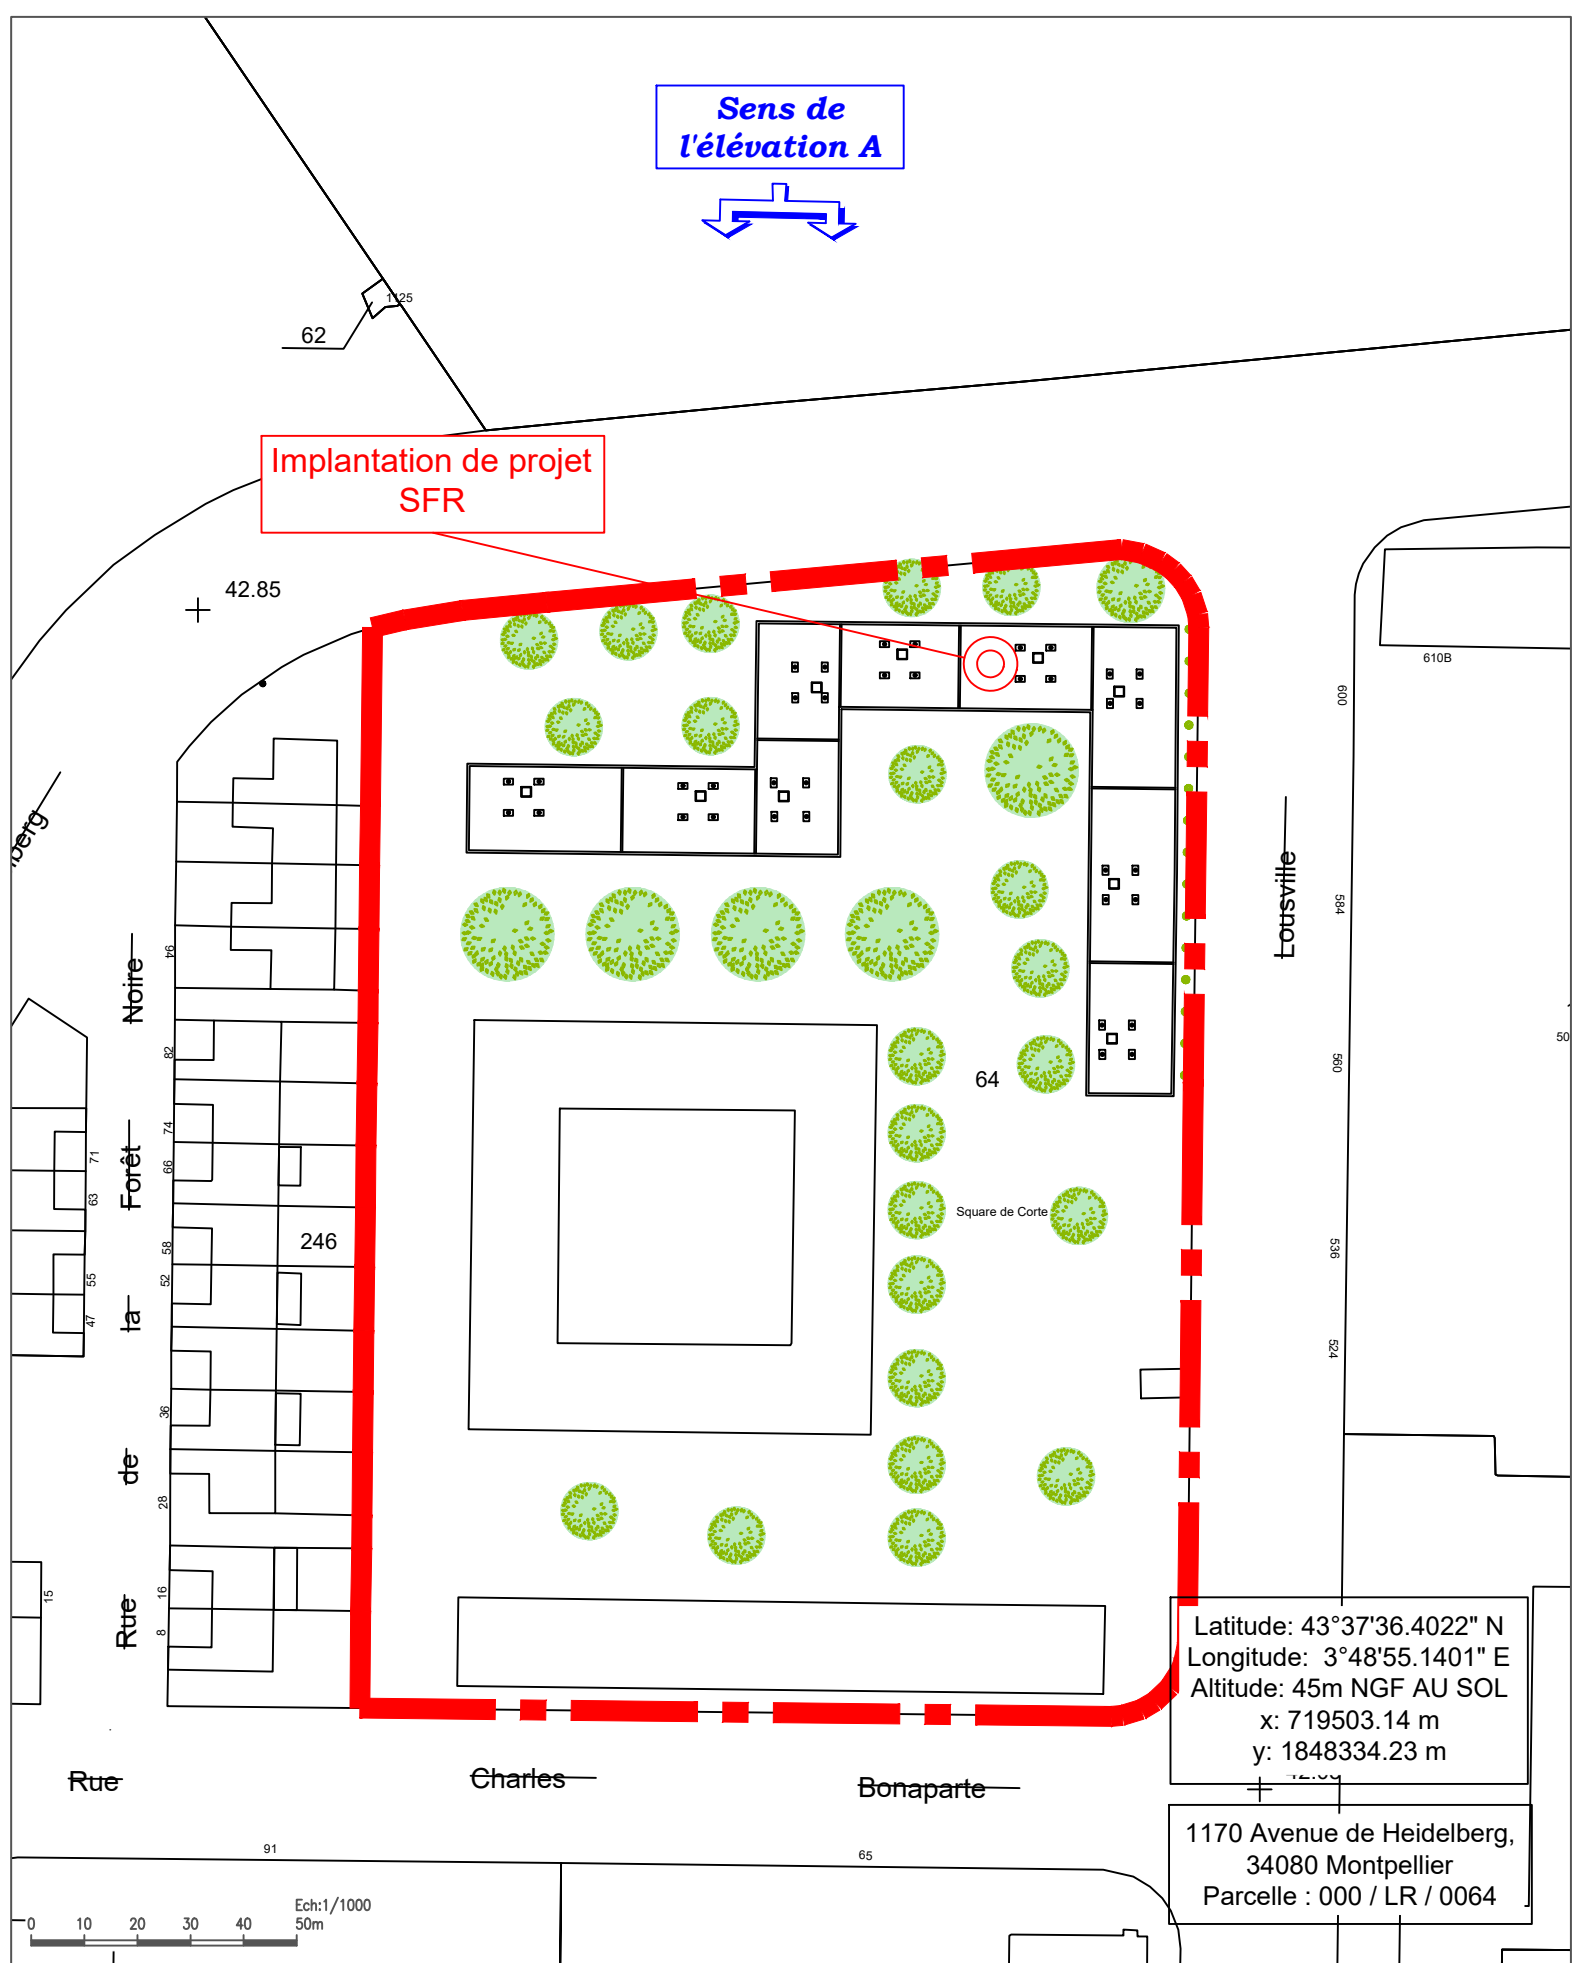 Sens de
l'élévation A
1125
62
Implantation de projet
SFR
42.85
610B
600
Lousville
584
560
536
524
50
94
82
74
66
58
52
36
28
16
8
71
63
55
47
15
246
64
Square de Corte
Rue de la Forêt Noire
Latitude: 43°37'36.4022" N
Longitude: 3°48'55.1401" E
Altitude: 45m NGF AU SOL
x: 719503.14 m
y: 1848334.23 m
Rue Charles Bonaparte
1170 Avenue de Heidelberg,
34080 Montpellier
Parcelle : 000 / LR / 0064
91
65
Ech:1/1000
0 10 20 30 40 50m